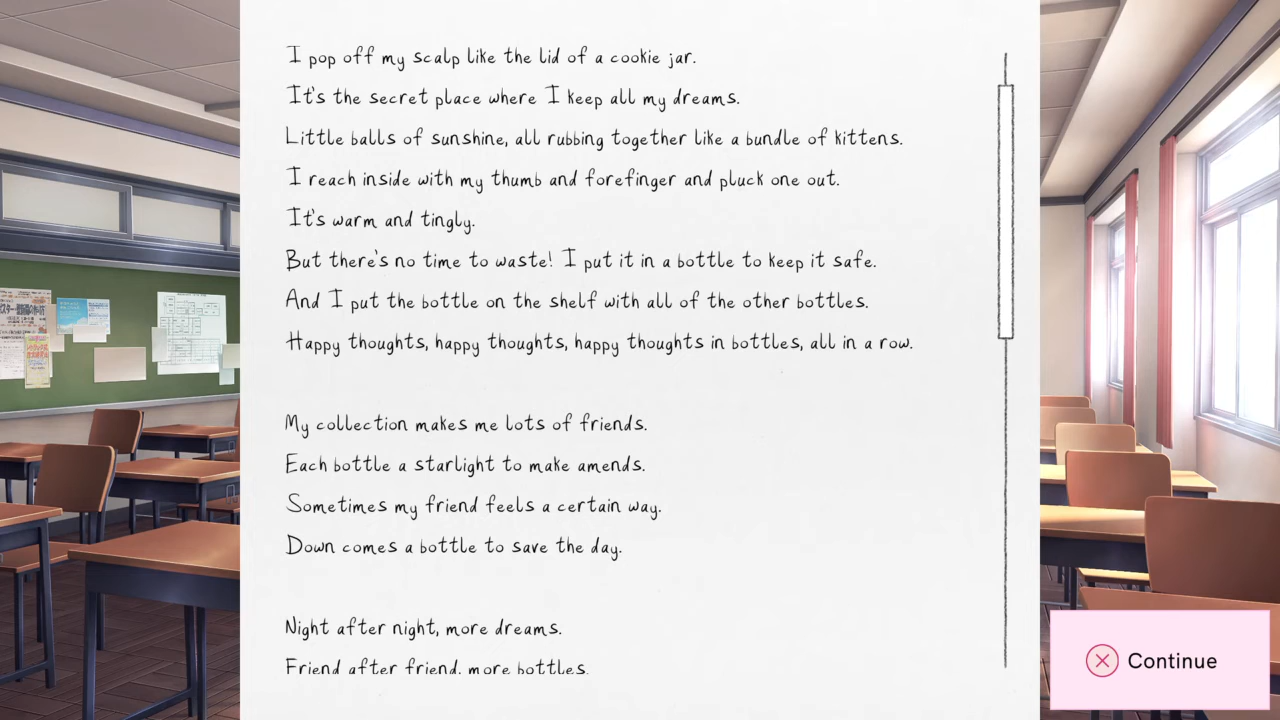 I pop off my scalp like the lid of a cookie jar.
It's the secret place where I keep all my dreams.
Little balls of sunshine, all rubbing together like a bundle of kittens.
I reach inside with my thumb and forefinger and pluck one out.
It's warm and tingly.
But there's no time to waste! I put it in a bottle to keep it safe.
And I put the bottle on the shelf with all of the other bottles.
Happy thoughts, happy thoughts, happy thoughts in bottles, all in a row.
My collection makes me lots of friends.
Each bottle a starlight to make amends.
Sometimes my friend feels a certain way.
Down comes a bottle to save the day.
Night after night, more dreams.
Friend after friend, more bottles.
Continue